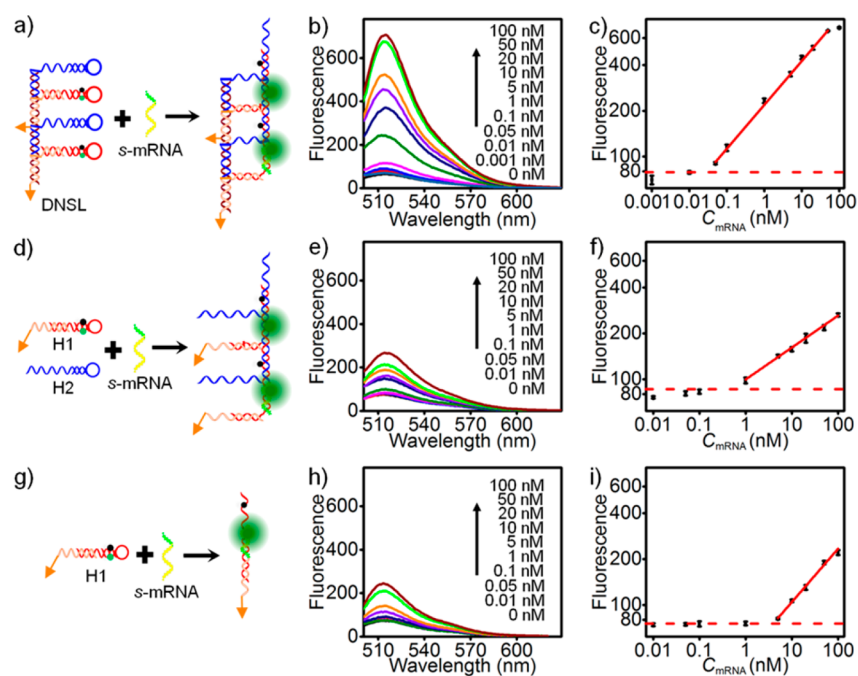 a)
DNSL
s-mRNA
b)
Fluorescence
600
400
200
0
510 540 570 600
Wavelength (nm)
100 nM
50 nM
20 nM
10 nM
5 nM
1 nM
0.1 nM
0.05 nM
0.01 nM
0.001 nM
0 nM
c)
Fluorescence
600
400
200
100
80
0.001 0.01 0.1 1 10 100
CmRNA (nM)
d)
H1
H2
s-mRNA
e)
Fluorescence
600
400
200
0
510 540 570 600
Wavelength (nm)
100 nM
50 nM
20 nM
10 nM
5 nM
1 nM
0.1 nM
0.05 nM
0.01 nM
0 nM
f)
Fluorescence
600
400
200
100
80
0.01 0.1 1 10 100
CmRNA (nM)
g)
H1
s-mRNA
h)
Fluorescence
600
400
200
0
510 540 570 600
Wavelength (nm)
100 nM
50 nM
20 nM
10 nM
5 nM
1 nM
0.1 nM
0.05 nM
0.01 nM
0 nM
i)
Fluorescence
600
400
200
100
80
0.01 0.1 1 10 100
CmRNA (nM)